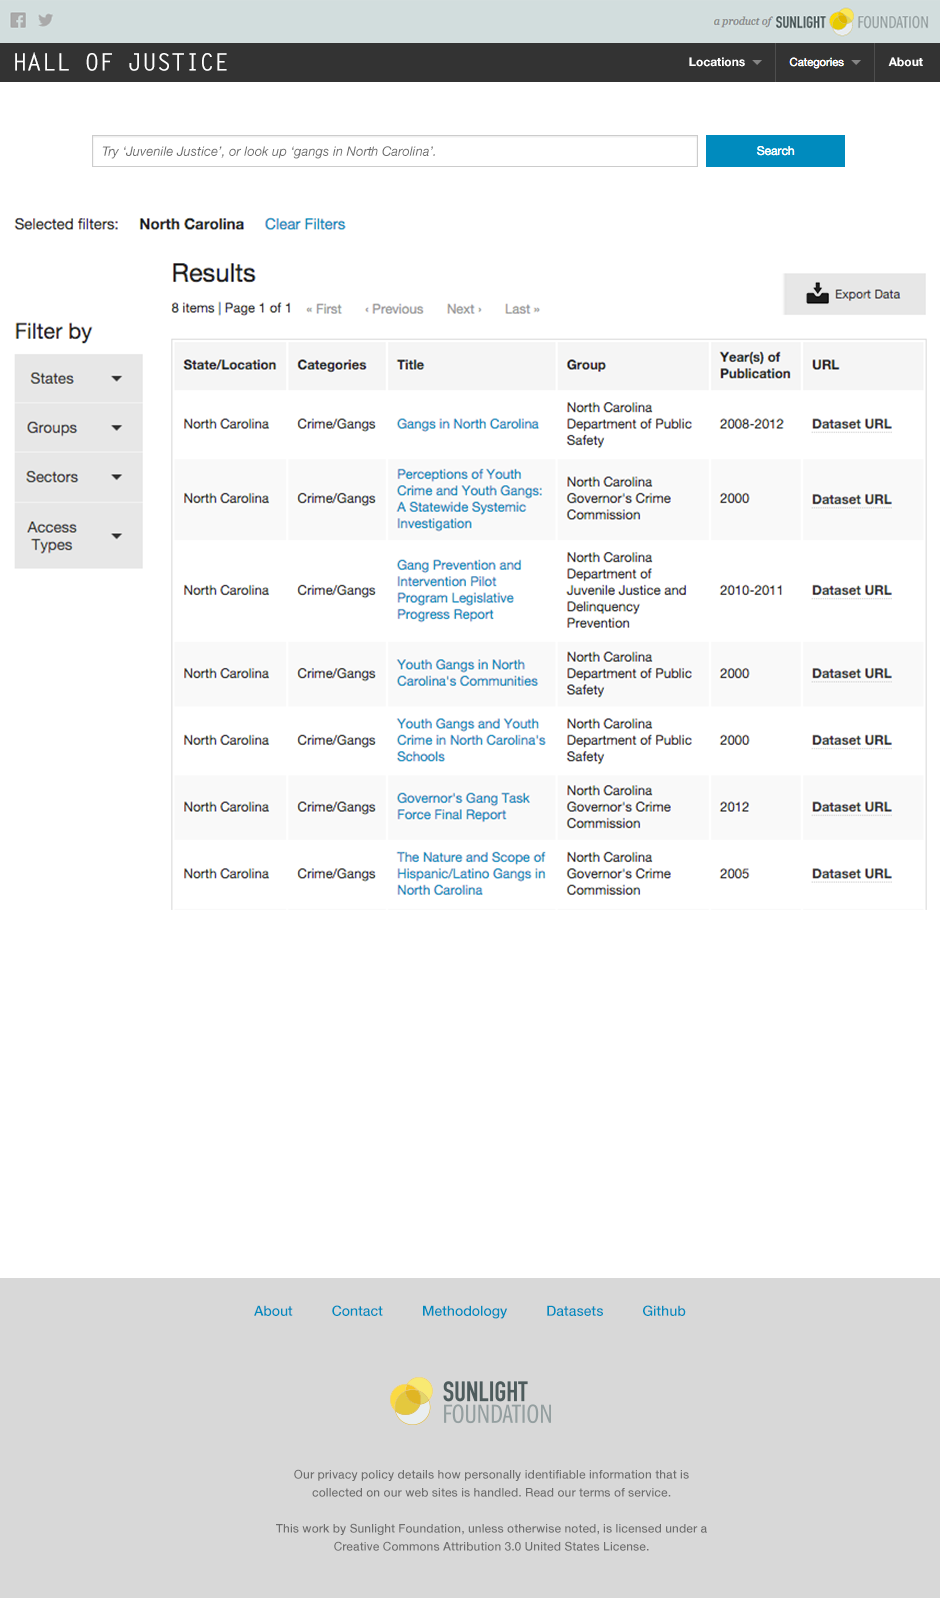 a product of SUNLIGHT FOUNDATION
HALL OF JUSTICE
Locations Categories About
Try ‘Juvenile Justice’, or look up ‘gangs in North Carolina’.
Search
Selected filters: North Carolina Clear Filters
Results
8 items | Page 1 of 1 « First ‹ Previous Next › Last »
Export Data
Filter by
States
Groups
Sectors
Access
Types
State/Location Categories Title Group Year(s) of
Publication URL
North Carolina Crime/Gangs Gangs in North Carolina North Carolina
Department of Public
Safety 2008-2012 Dataset URL
North Carolina Crime/Gangs Perceptions of Youth
Crime and Youth Gangs:
A Statewide Systemic
Investigation North Carolina
Governor's Crime
Commission 2000 Dataset URL
North Carolina Crime/Gangs Gang Prevention and
Intervention Pilot
Program Legislative
Progress Report North Carolina
Department of
Juvenile Justice and
Delinquency
Prevention 2010-2011 Dataset URL
North Carolina Crime/Gangs Youth Gangs in North
Carolina's Communities North Carolina
Department of Public
Safety 2000 Dataset URL
North Carolina Crime/Gangs Youth Gangs and Youth
Crime in North Carolina's
Schools North Carolina
Department of Public
Safety 2000 Dataset URL
North Carolina Crime/Gangs Governor's Gang Task
Force Final Report North Carolina
Governor's Crime
Commission 2012 Dataset URL
North Carolina Crime/Gangs The Nature and Scope of
Hispanic/Latino Gangs in
North Carolina North Carolina
Governor's Crime
Commission 2005 Dataset URL
About Contact Methodology Datasets Github
SUNLIGHT
FOUNDATION
Our privacy policy details how personally identifiable information that is
collected on our web sites is handled. Read our terms of service.
This work by Sunlight Foundation, unless otherwise noted, is licensed under a
Creative Commons Attribution 3.0 United States License.